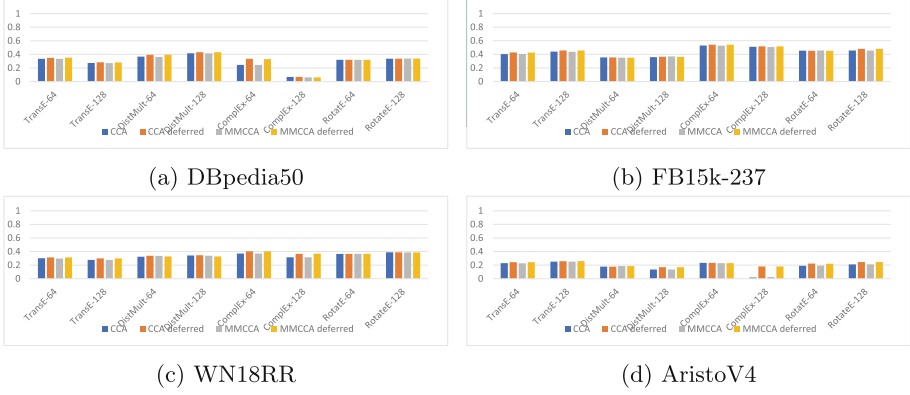 1
0.8
0.6
0.4
0.2
0
TransE-64
TransE-128
DistMult-64
DistMult-128
ComplEx-64
ComplEx-128
RotatE-64
RotateE-128
CCA
CCA deferred
MMCCA
MMCCA deferred
(a) DBpedia50
1
0.8
0.6
0.4
0.2
0
TransE-64
TransE-128
DistMult-64
DistMult-128
ComplEx-64
ComplEx-128
RotatE-64
RotateE-128
CCA
CCA deferred
MMCCA
MMCCA deferred
(b) FB15k-237
1
0.8
0.6
0.4
0.2
0
TransE-64
TransE-128
DistMult-64
DistMult-128
ComplEx-64
ComplEx-128
RotatE-64
RotateE-128
CCA
CCA deferred
MMCCA
MMCCA deferred
(c) WN18RR
1
0.8
0.6
0.4
0.2
0
TransE-64
TransE-128
DistMult-64
DistMult-128
ComplEx-64
ComplEx-128
RotatE-64
RotateE-128
CCA
CCA deferred
MMCCA
MMCCA deferred
(d) AristoV4